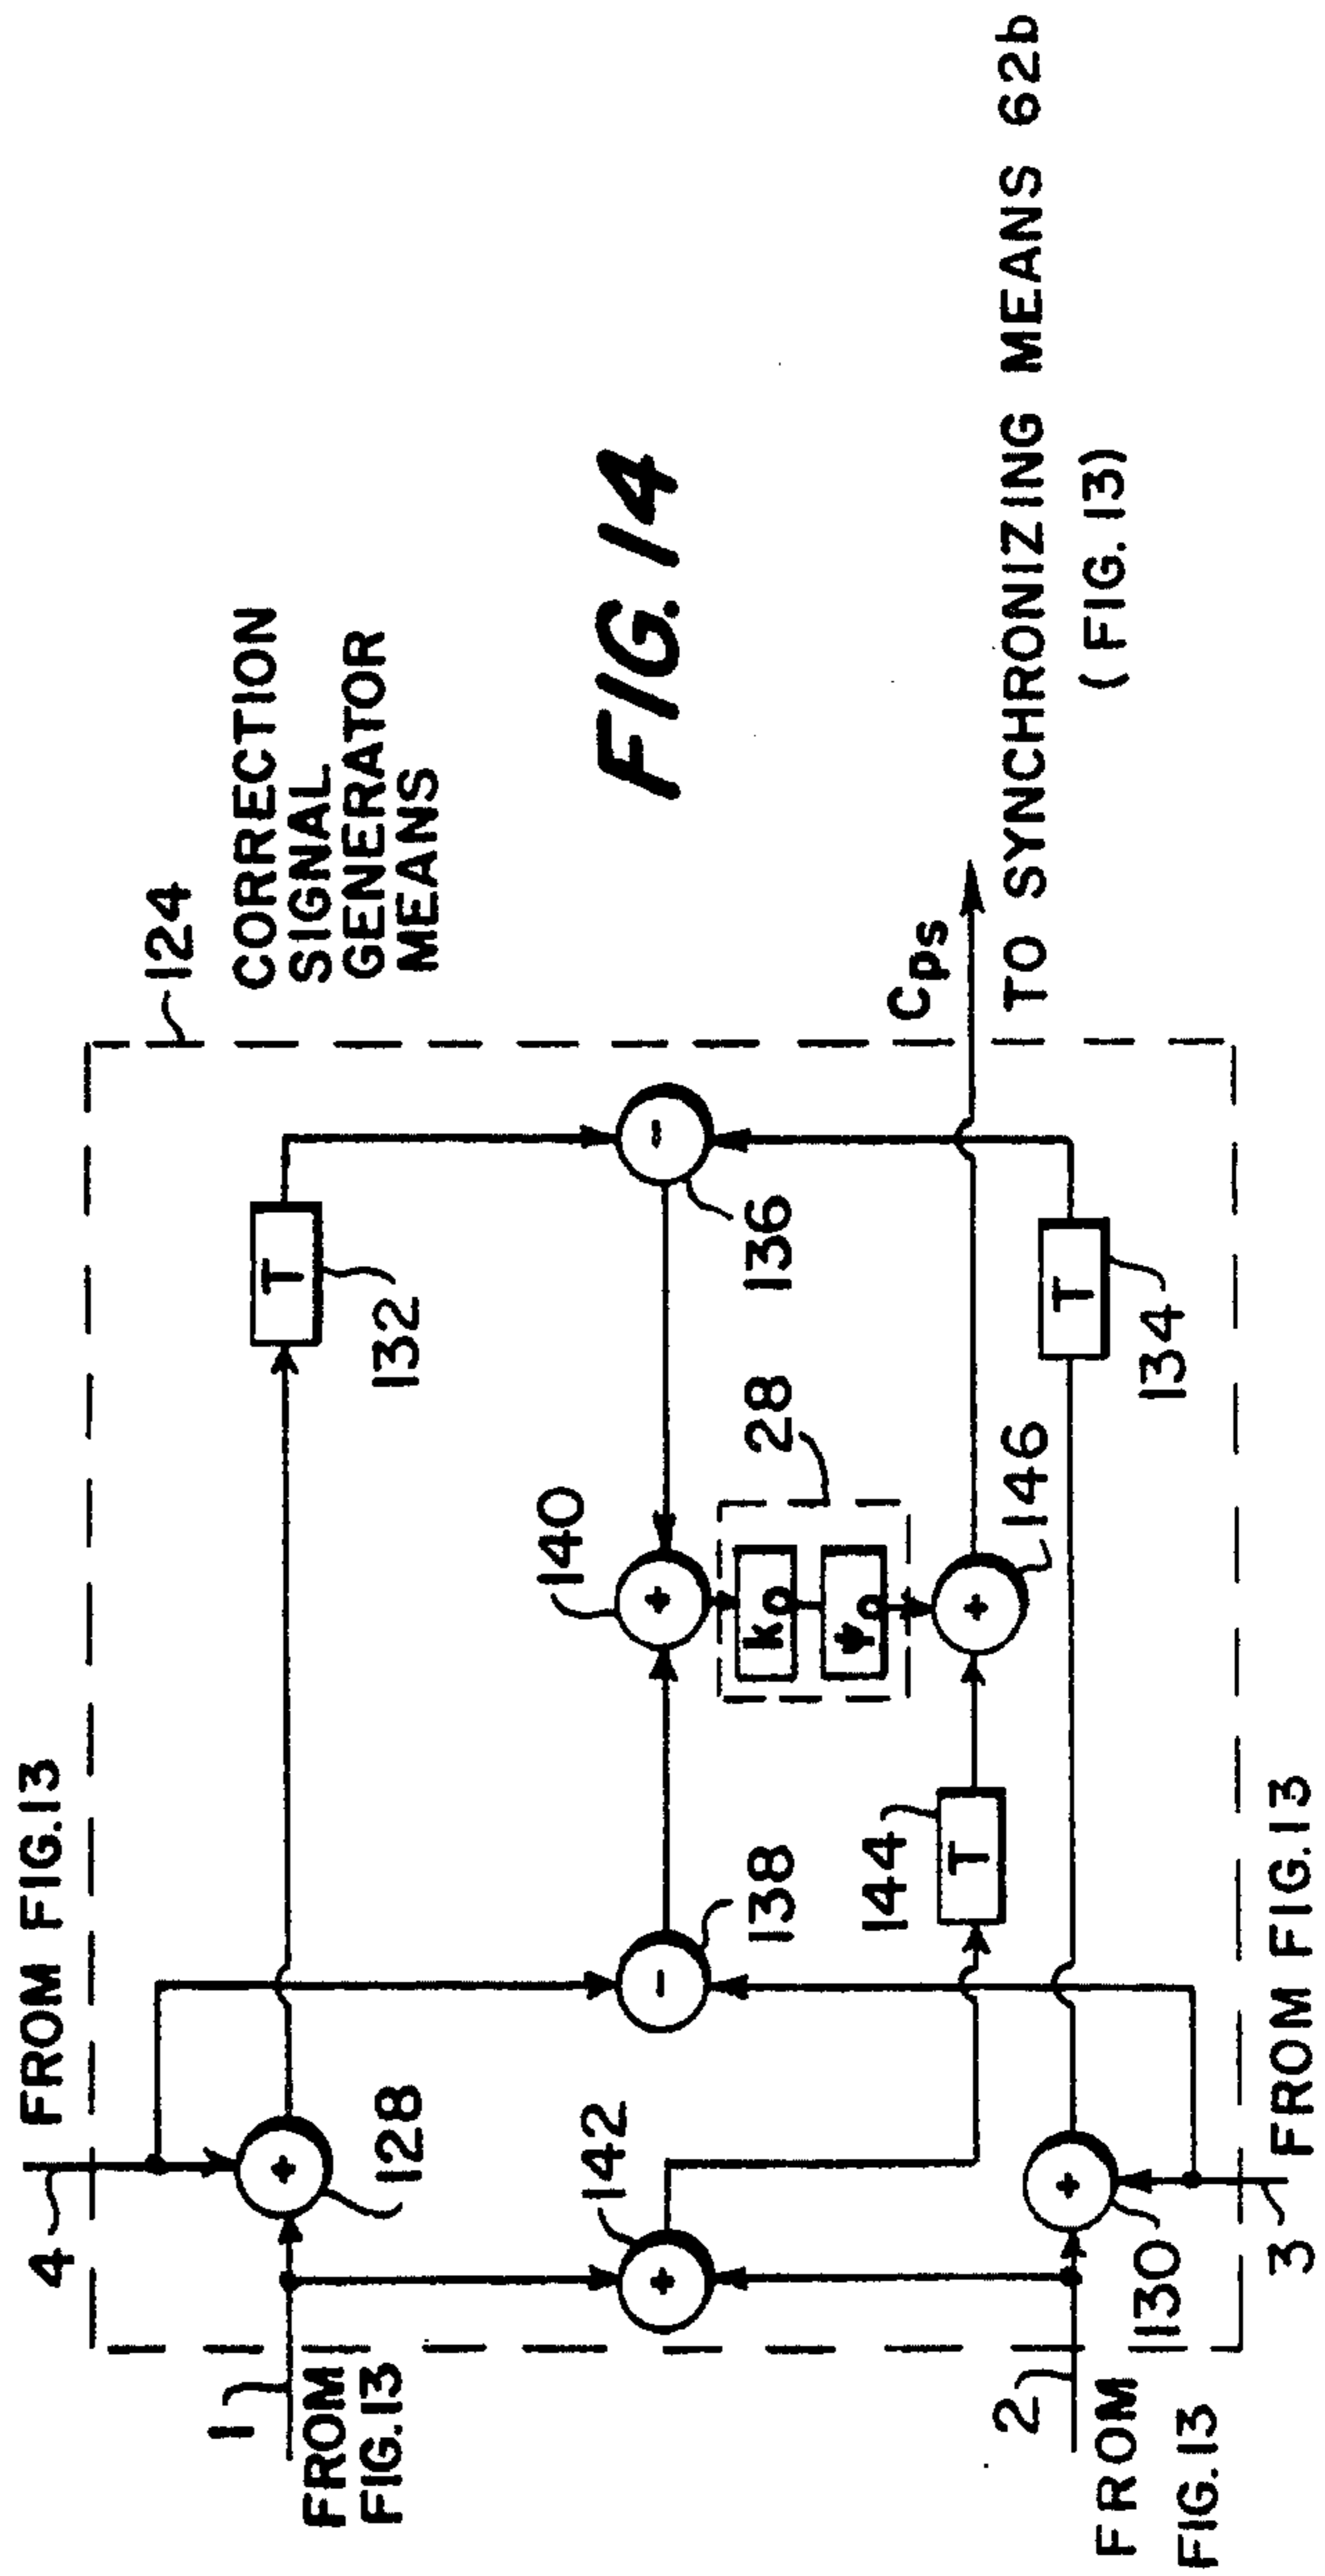 4
FROM FIG.13
124
CORRECTION
SIGNAL
GENERATOR
MEANS
1
FROM
FIG.13
+
128
T
132
142
+
138
-
140
+
136
-
28
ko
ψo
FIG. 14
144
T
146
+
Cps
2
FROM
FIG.13
130
+
134
T
TO SYNCHRONIZING MEANS 62b
(FIG.13)
3
FROM FIG.13